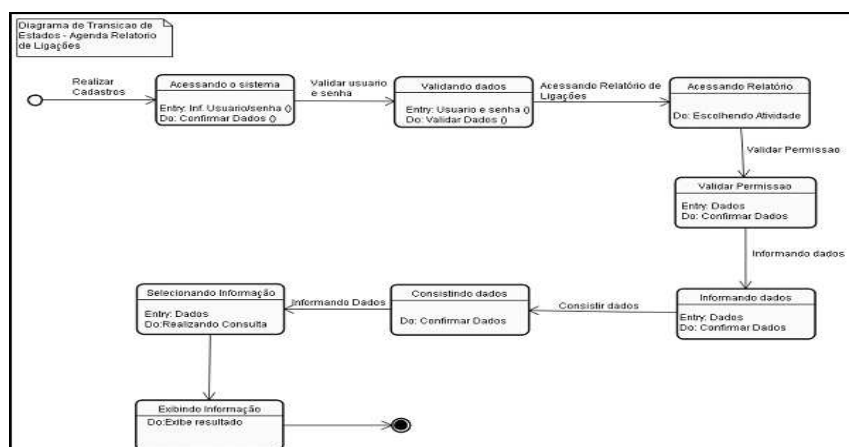 Diagrama de Transicao de
Estados - Agenda Relatorio
de Ligações
Realizar
Cadastros
Acessando o sistema
Entry: Inf. Usuario/senha ()
Do: Confirmar Dados ()
Validar usuario
e senha
Validando dados
Entry: Usuario e senha ()
Do: Validar Dados ()
Acessando Relatório de
Ligações
Acessando Relatório
Do: Escolhendo Atividade
Validar Permissao
Validar Permissao
Entry: Dados
Do: Confirmar Dados
Informando dados
Informando dados
Entry: Dados
Do: Confirmar Dados
Consistir dados
Consistindo dados
Do: Confirmar Dados
Informando Dados
Selecionando Informação
Entry: Dados
Do:Realizando Consulta
Exibindo Informação
Do:Exibe resultado